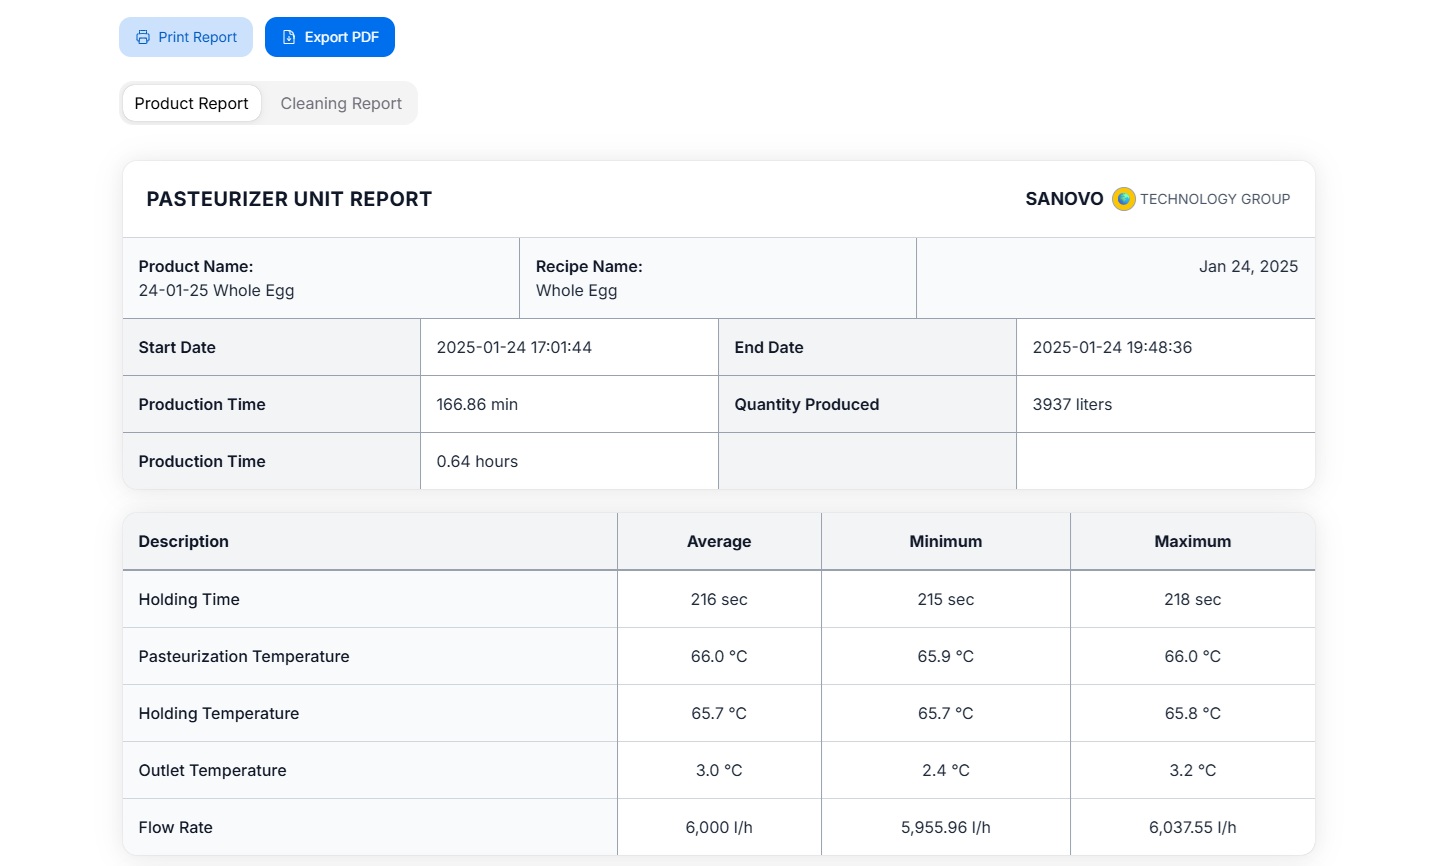 Print Report
Export PDF
Product Report
Cleaning Report
PASTEURIZER UNIT REPORT
SANOVO TECHNOLOGY GROUP
Product Name:
24-01-25 Whole Egg
Recipe Name:
Whole Egg
Jan 24, 2025
Start Date 2025-01-24 17:01:44 End Date 2025-01-24 19:48:36
Production Time 166.86 min Quantity Produced 3937 liters
Production Time 0.64 hours
Description Average Minimum Maximum
Holding Time 216 sec 215 sec 218 sec
Pasteurization Temperature 66.0 °C 65.9 °C 66.0 °C
Holding Temperature 65.7 °C 65.7 °C 65.8 °C
Outlet Temperature 3.0 °C 2.4 °C 3.2 °C
Flow Rate 6,000 l/h 5,955.96 l/h 6,037.55 l/h